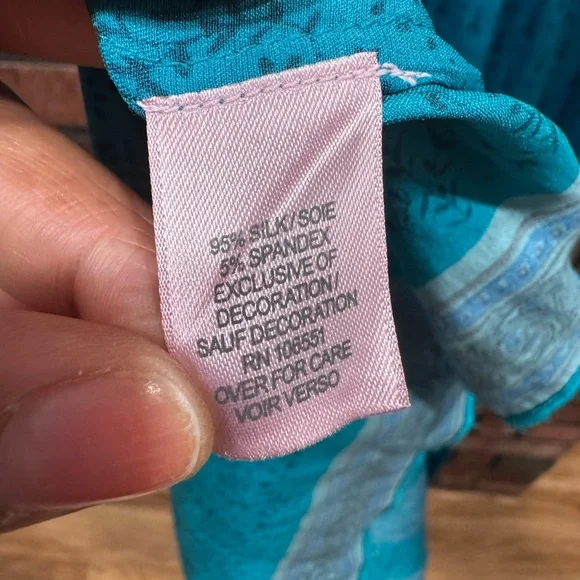 95% SILK/SOIE
5% SPANDEX
EXCLUSIVE OF
DECORATION/
SAUF DECORATION
RN 106551
OVER FOR CARE
VOIR VERSO